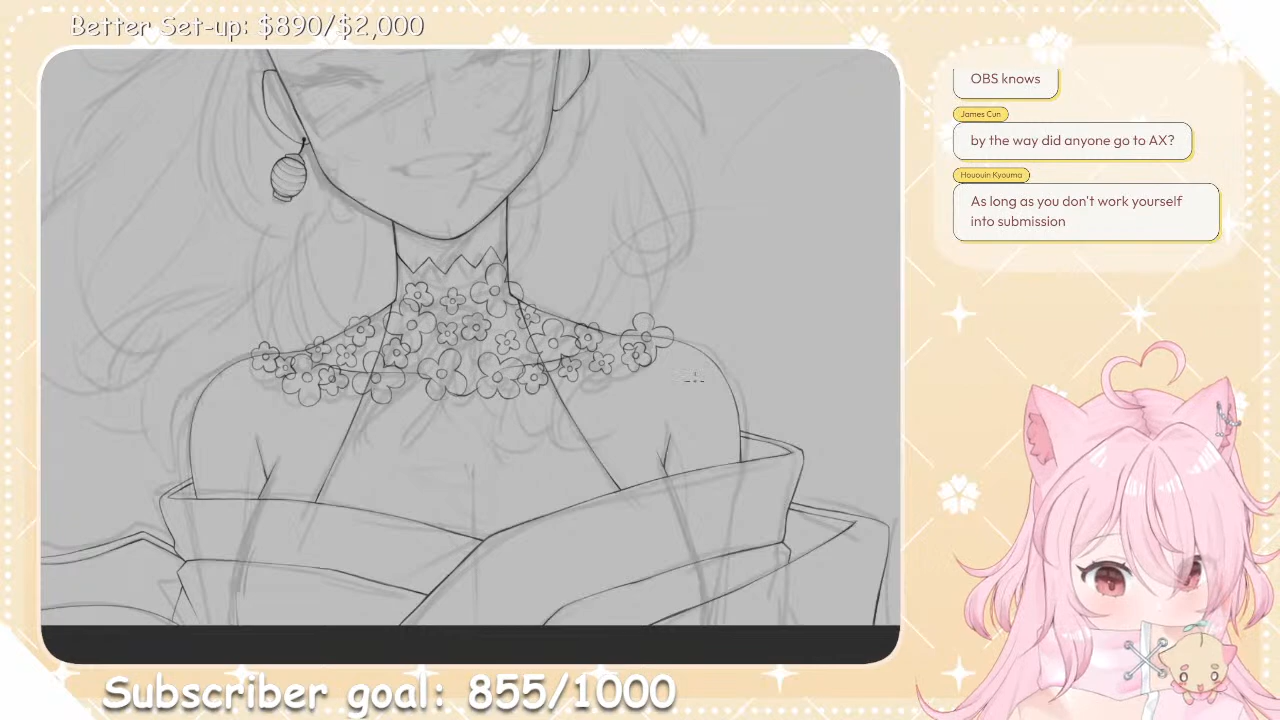 Better Set-up: $890/$2,000
OBS knows
James Cun
by the way did anyone go to AX?
Hououin Kyouma
As long as you don't work yourself
into submission
Subscriber goal: 855/1000